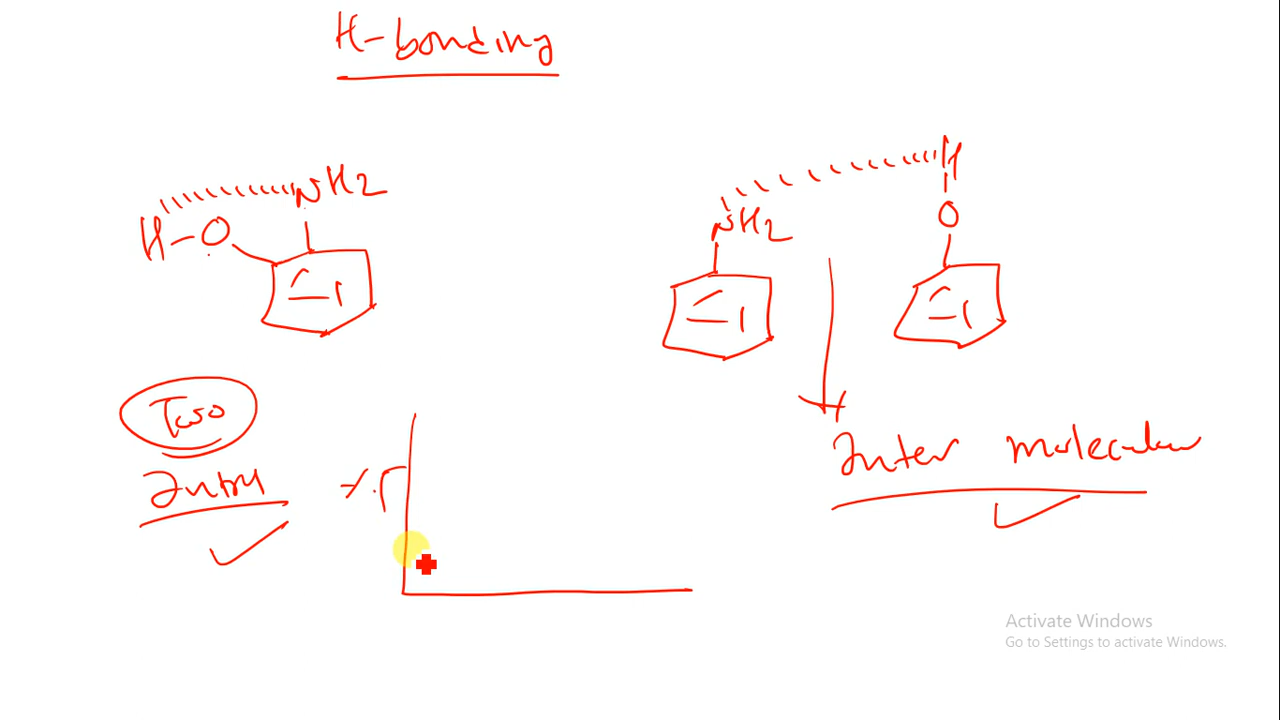 H-bonding
NH2
H-O
H
O
NH2
Two
Intra
Inter molecular
Activate Windows
Go to Settings to activate Windows.